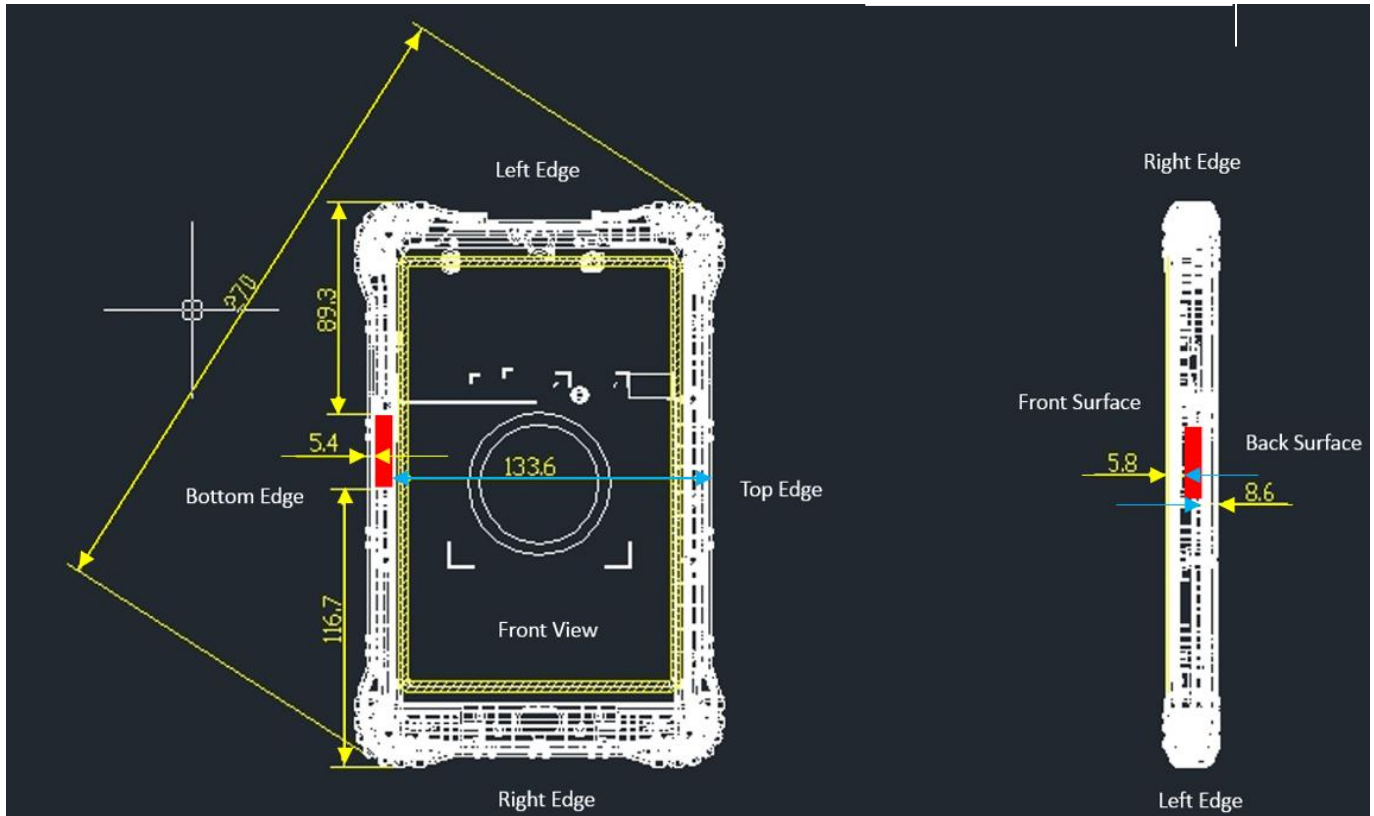 Left Edge
270
89.3
5.4
133.6
Bottom Edge
Top Edge
116.7
Front View
Right Edge
Right Edge
Front Surface
Back Surface
5.8
8.6
Left Edge